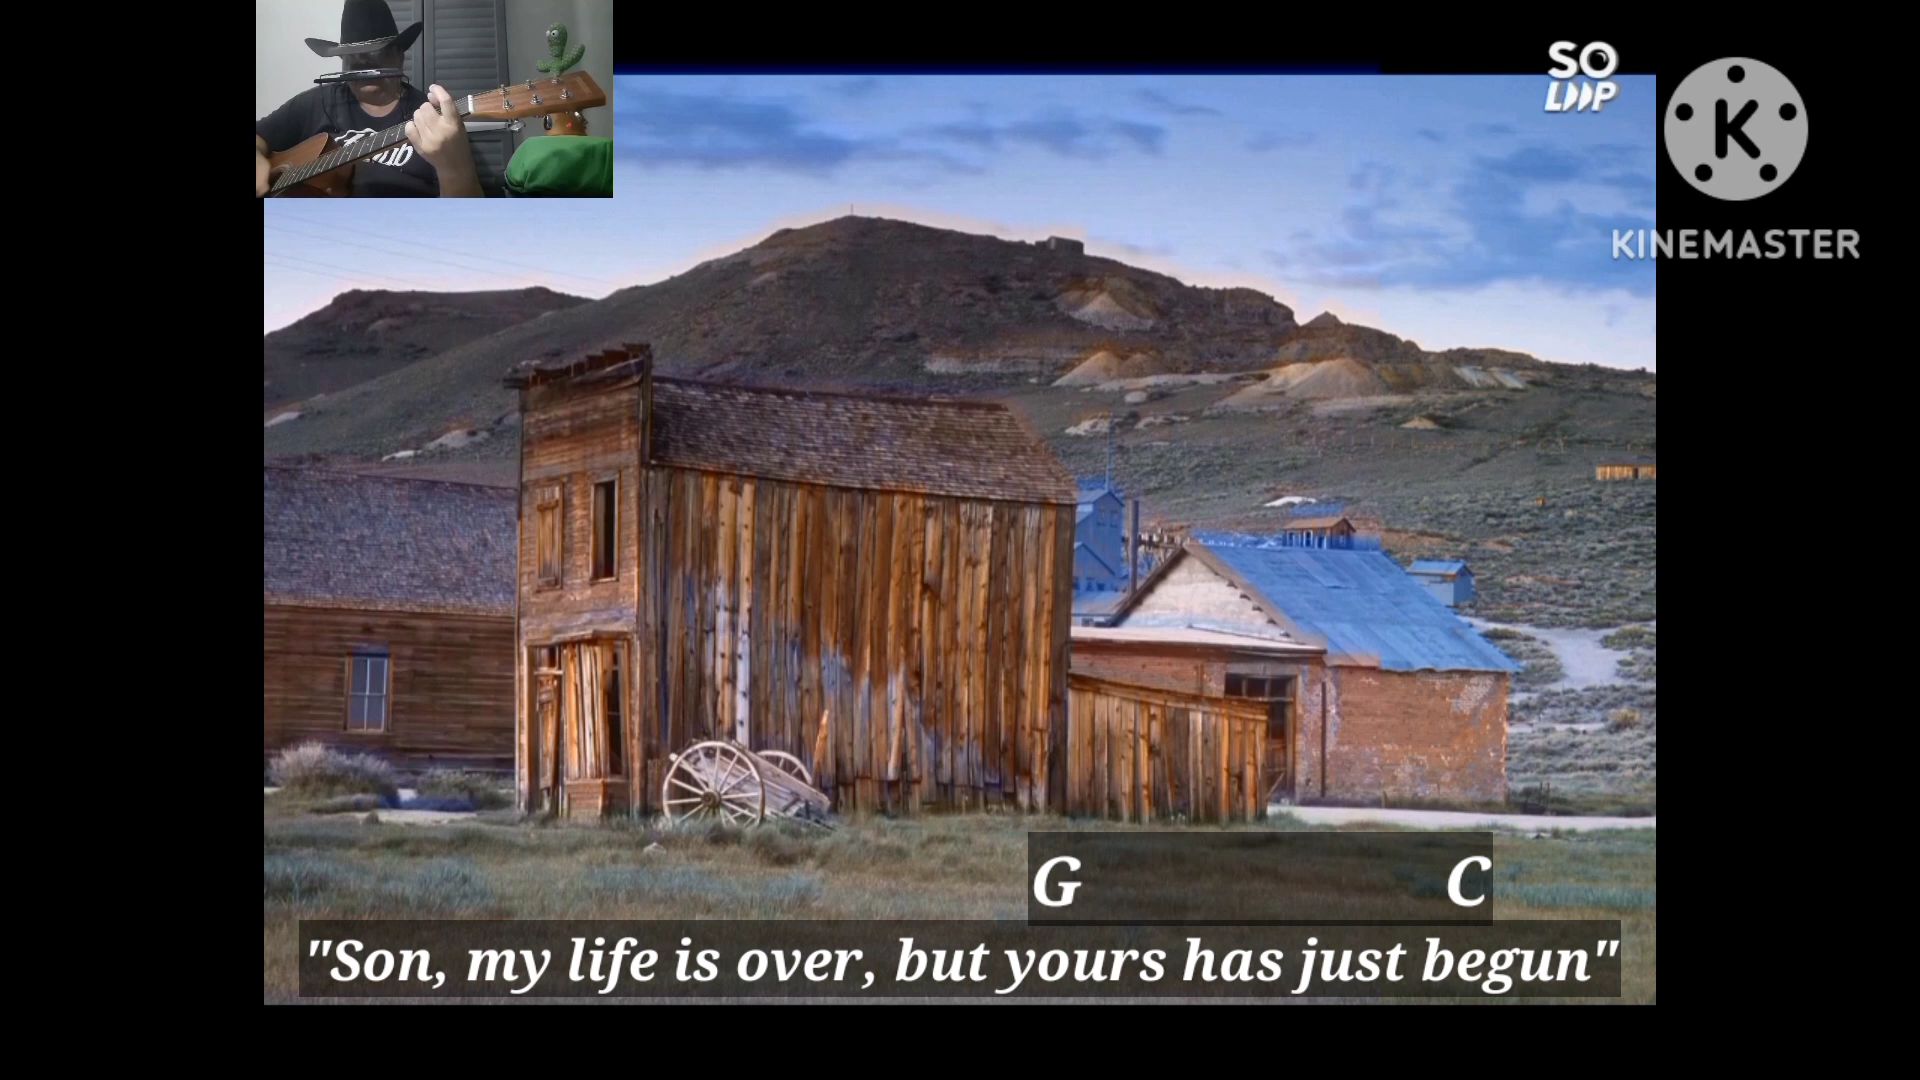 SO
LOOP
KINEMASTER
G C
"Son, my life is over, but yours has just begun"